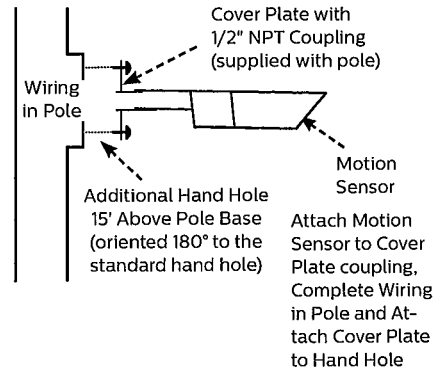 Cover Plate with
1/2" NPT Coupling
(supplied with pole)
Wiring
in Pole
Motion
Sensor
Additional Hand Hole
15' Above Pole Base
(oriented 180° to the
standard hand hole)
Attach Motion
Sensor to Cover
Plate coupling,
Complete Wiring
in Pole and At-
tach Cover Plate
to Hand Hole